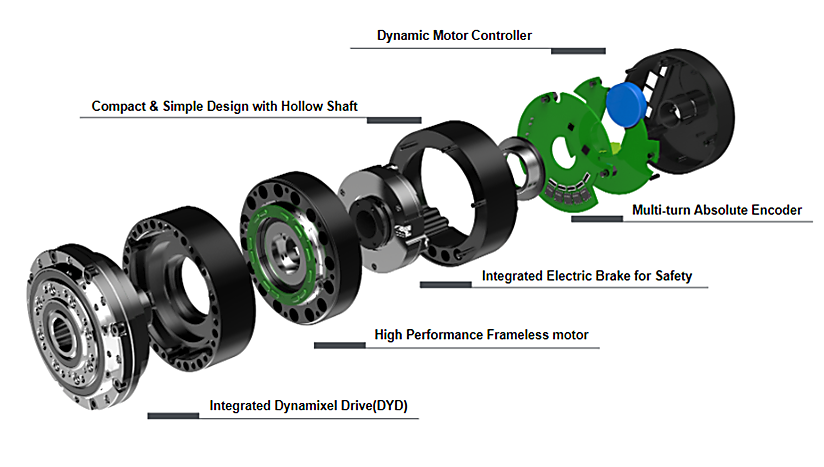 Dynamic Motor Controller
Compact & Simple Design with Hollow Shaft
Multi-turn Absolute Encoder
Integrated Electric Brake for Safety
High Performance Frameless motor
Integrated Dynamixel Drive(DYD)